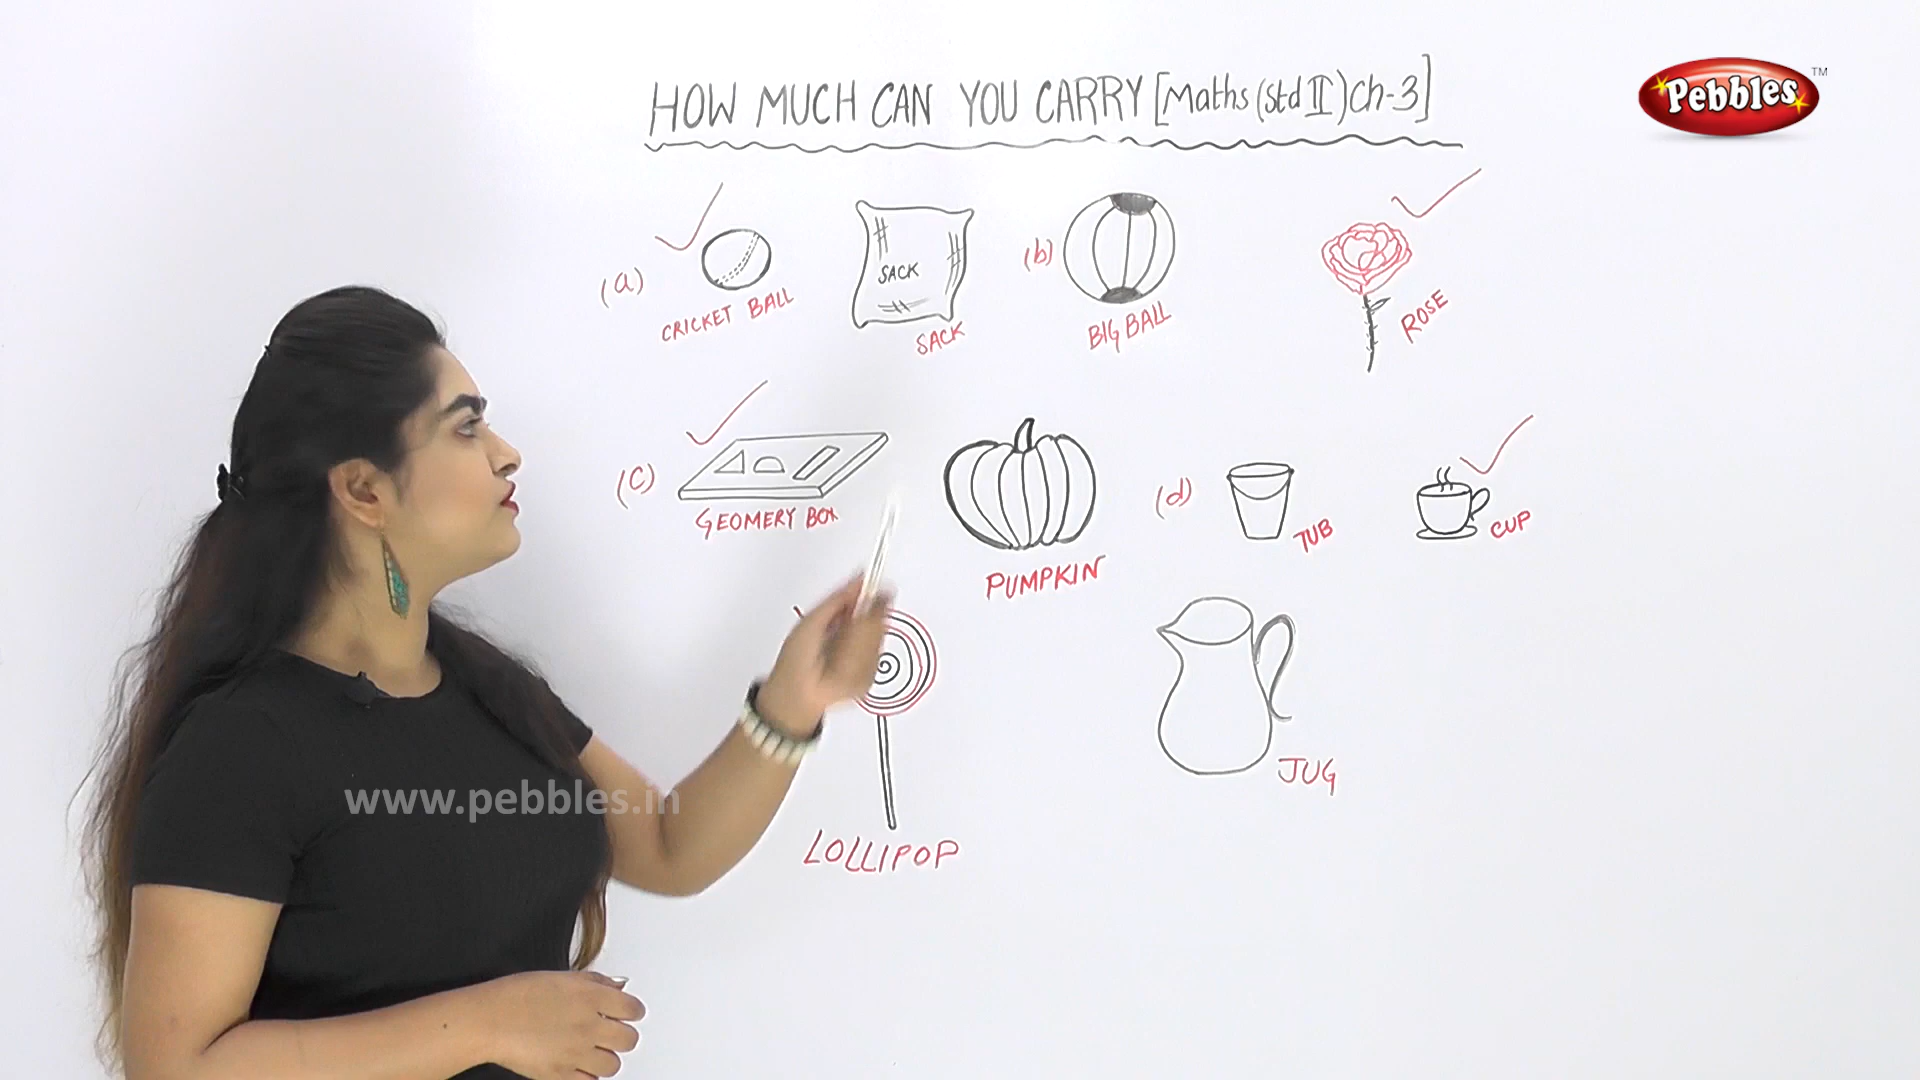 HOW MUCH CAN YOU CARRY [Maths (Std II) Ch-3]
Pebbles TM
(a)
CRICKET BALL
SACK
SACK
(b)
BIG BALL
ROSE
(c)
GEOMERY BOX
PUMPKIN
(d)
TUB
CUP
LOLLIPOP
JUG
www.pebbles.in